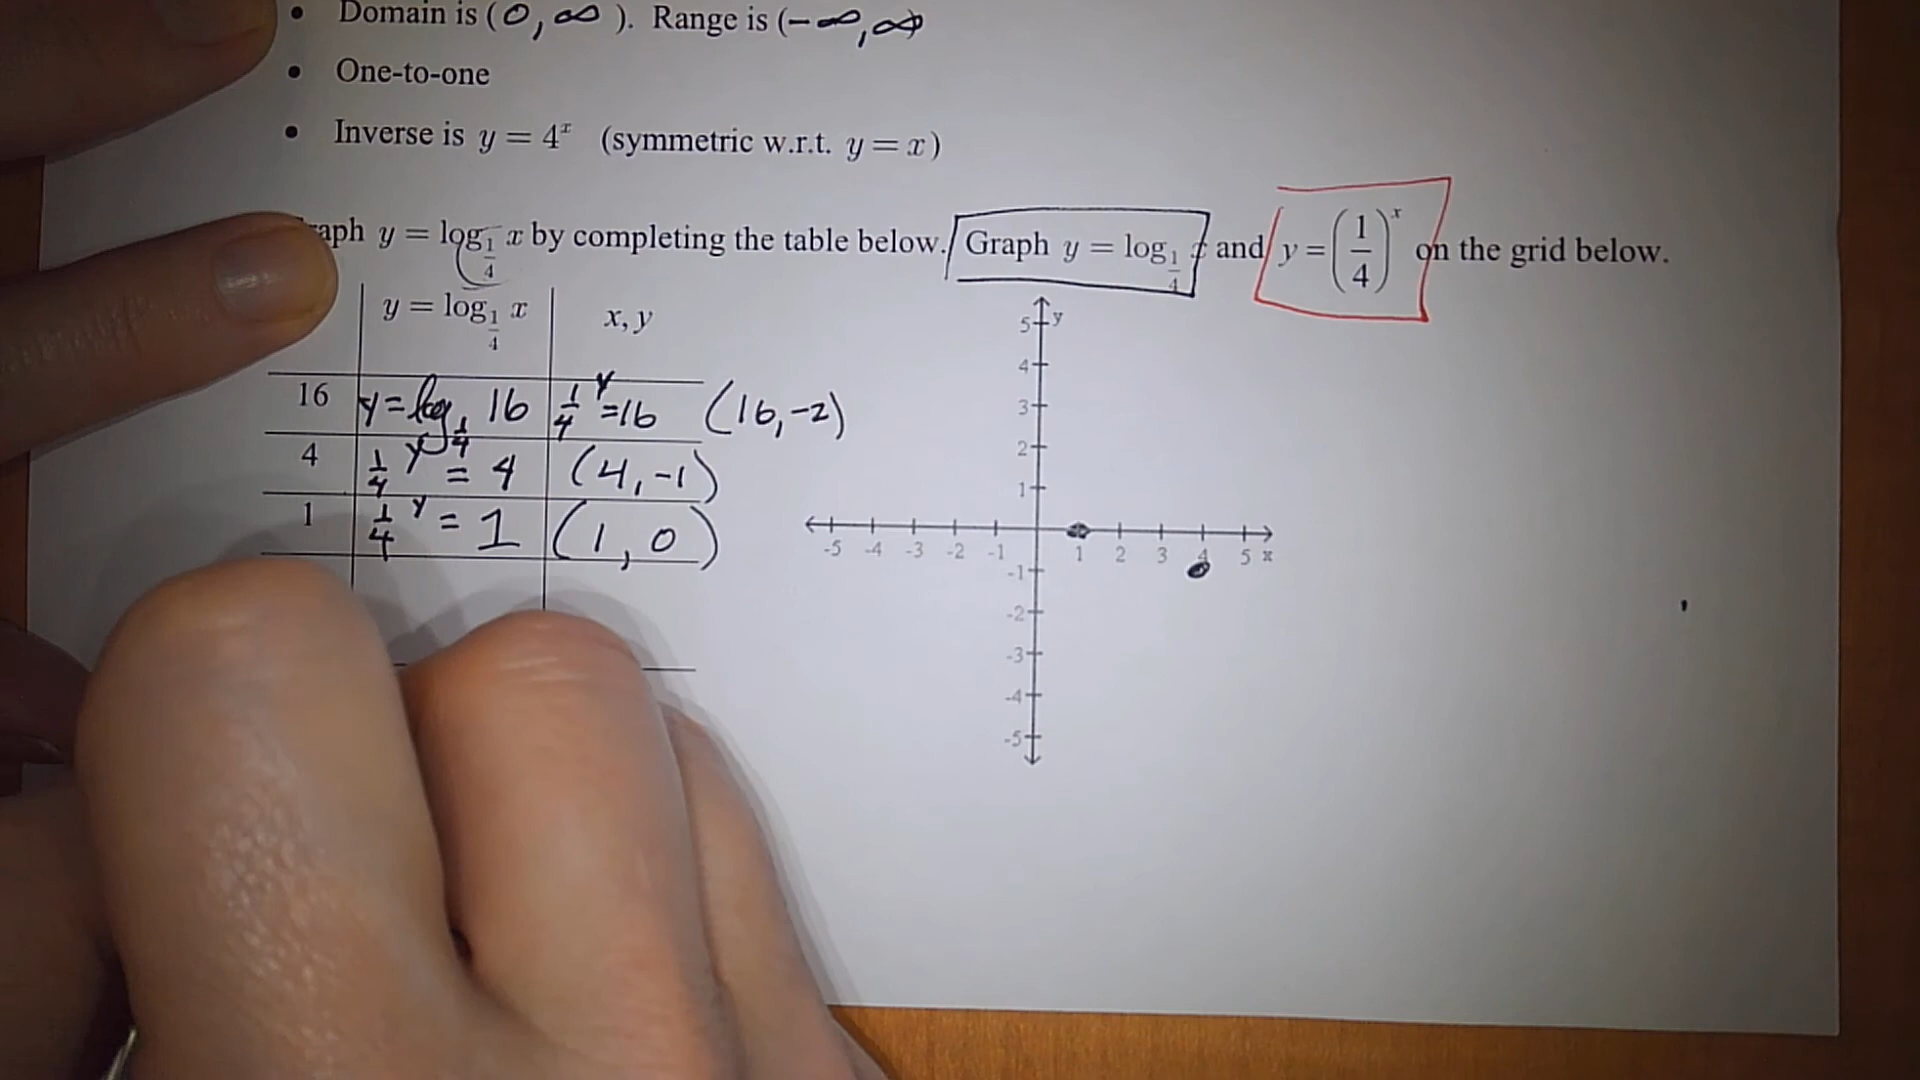 • Domain is (0, ∞). Range is (-∞, ∞)
• One-to-one
• Inverse is y = 4^x (symmetric w.r.t. y = x)
aph y = log_{1/4} x by completing the table below. Graph y = log_{1/4} x and y = (1/4)^x on the grid below.
y = log_{1/4} x x, y
16 y = log_{1/4} 16 1/4^y = 16 (16, -2)
4 1/4^y = 4 (4, -1)
1 1/4^y = 1 (1, 0)
5 y
4
3
2
1
-5 -4 -3 -2 -1 1 2 3 4 5 x
-1
-2
-3
-4
-5